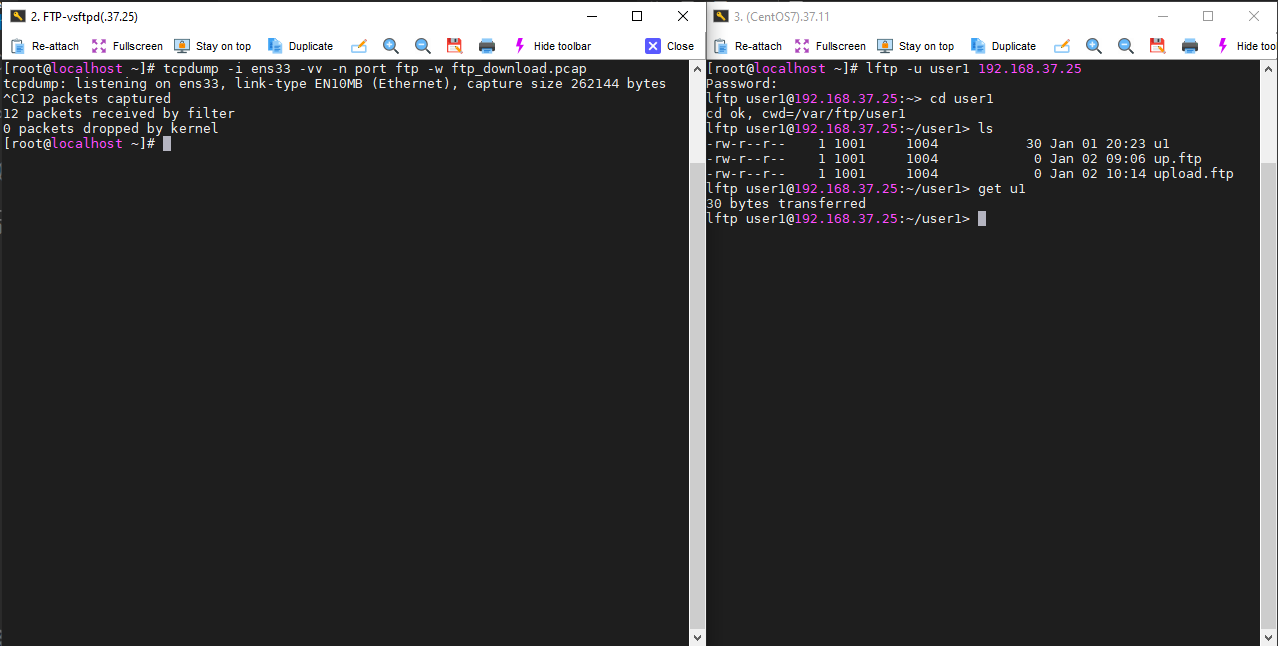 2. FTP-vsftpd(.37.25)
Re-attach Fullscreen Stay on top Duplicate Hide toolbar Close
[root@localhost ~]# tcpdump -i ens33 -vv -n port ftp -w ftp_download.pcap
tcpdump: listening on ens33, link-type EN10MB (Ethernet), capture size 262144 bytes
^C12 packets captured
12 packets received by filter
0 packets dropped by kernel
[root@localhost ~]#
3. (CentOS7).37.11
Re-attach Fullscreen Stay on top Duplicate Hide too
[root@localhost ~]# lftp -u user1 192.168.37.25
Password:
lftp user1@192.168.37.25:~> cd user1
cd ok, cwd=/var/ftp/user1
lftp user1@192.168.37.25:~/user1> ls
-rw-r--r-- 1 1001 1004 30 Jan 01 20:23 u1
-rw-r--r-- 1 1001 1004 0 Jan 02 09:06 up.ftp
-rw-r--r-- 1 1001 1004 0 Jan 02 10:14 upload.ftp
lftp user1@192.168.37.25:~/user1> get u1
30 bytes transferred
lftp user1@192.168.37.25:~/user1>